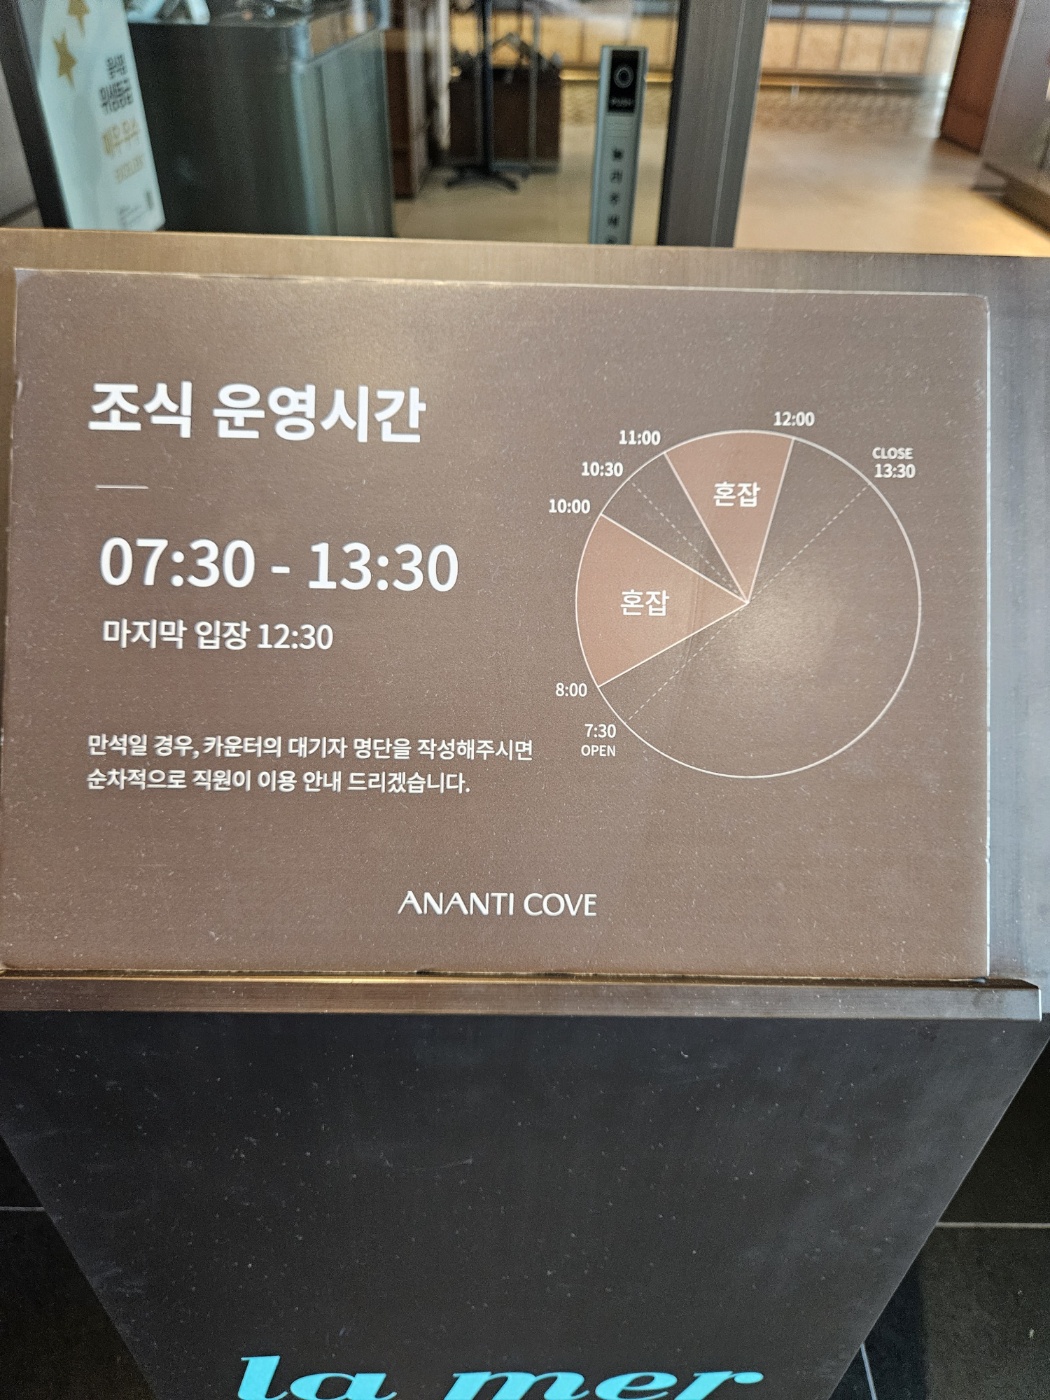 매우 우수
조식 운영시간
07:30 - 13:30
마지막 입장 12:30
만석일 경우, 카운터의 대기자 명단을 작성해주시면
순차적으로 직원이 이용 안내 드리겠습니다.
12:00
11:00
10:30
10:00
CLOSE
13:30
혼잡
혼잡
8:00
7:30
OPEN
ANANTI COVE
la mer